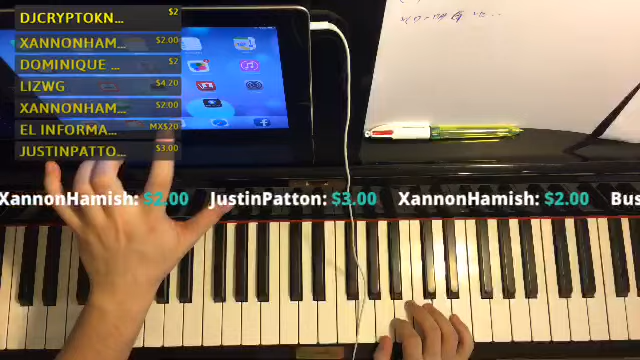 DJCRYPTOKN... $2
XANNONHAM... $2.00
DOMINIQUE ... $2
LIZWG $4.20
XANNONHAM... $2.00
EL INFORMA... MX$20
JUSTINPATTO... $3.00
XannonHamish: $2.00 JustinPatton: $3.00 XannonHamish: $2.00 Bus